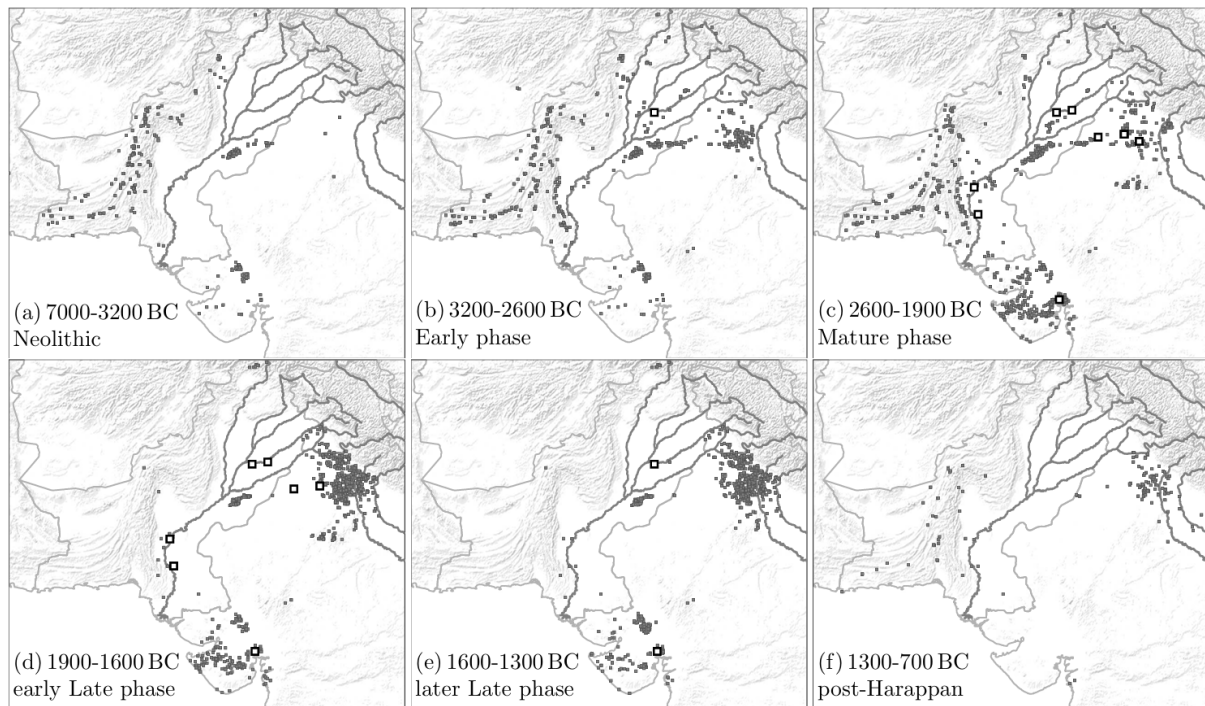 (a) 7000-3200 BC
Neolithic
(b) 3200-2600 BC
Early phase
(c) 2600-1900 BC
Mature phase
(d) 1900-1600 BC
early Late phase
(e) 1600-1300 BC
later Late phase
(f) 1300-700 BC
post-Harappan